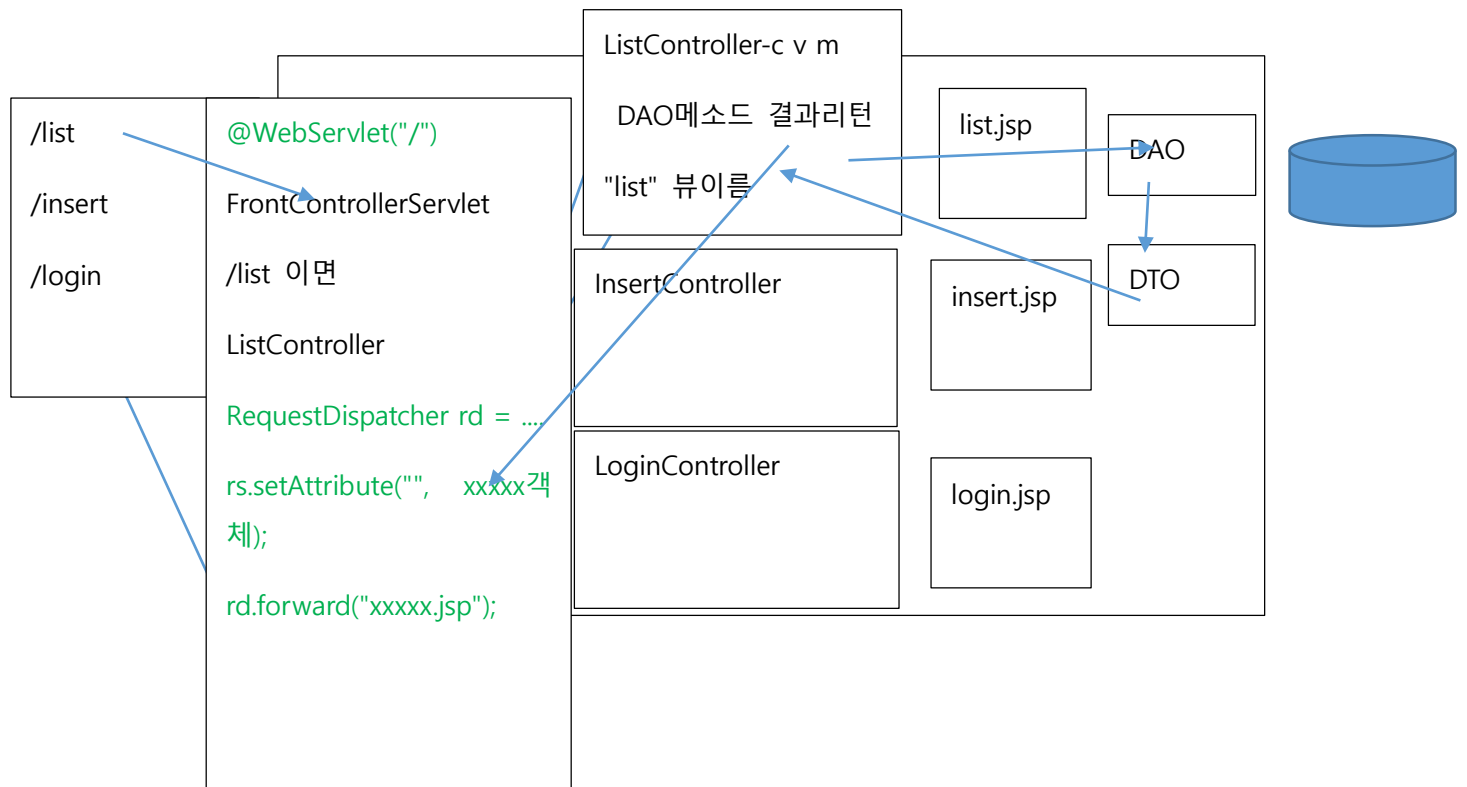 /list
/insert
/login
@WebServlet("/")
FrontControllerServlet
/list 이면
ListController
RequestDispatcher rd = ....
rs.setAttribute("", xxxxx객
체);
rd.forward("xxxxx.jsp");
ListController-c v m
DAO메소드 결과리턴
"list" 뷰이름
InsertController
LoginController
list.jsp
insert.jsp
login.jsp
DAO
DTO